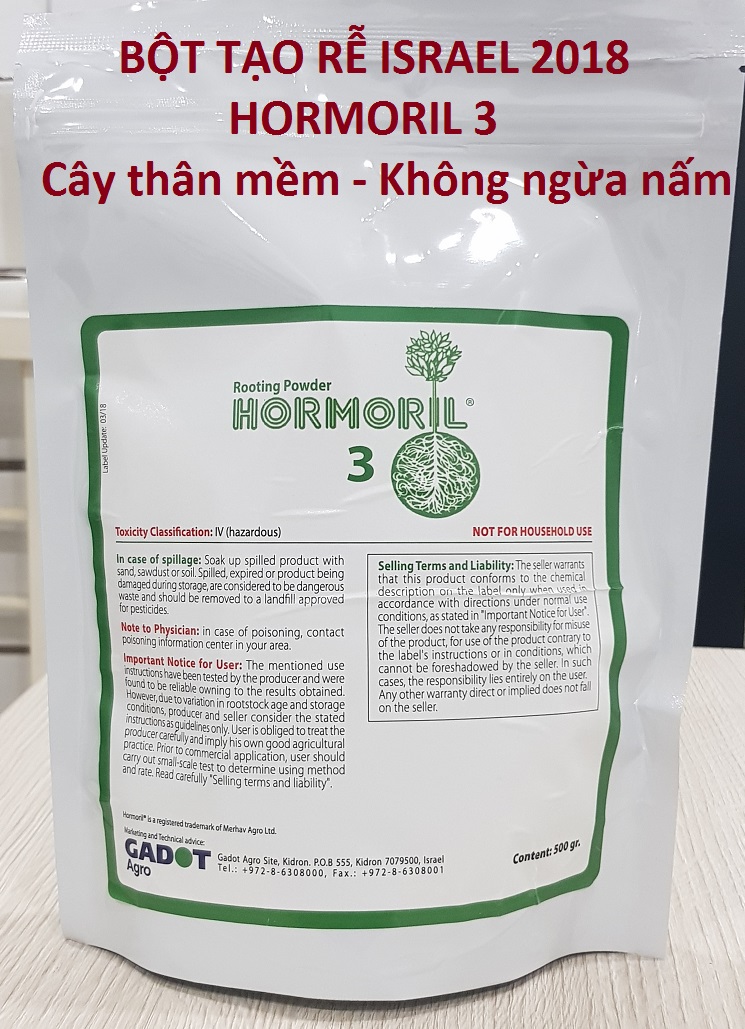 BỘT TẠO RỄ ISRAEL 2018
HORMORIL 3
Cây thân mềm - Không ngừa nấm
Rooting Powder
HORMORIL®
3
Label Update: 03/18
Toxicity Classification: IV (hazardous)
NOT FOR HOUSEHOLD USE
In case of spillage: Soak up spilled product with
sand, sawdust or soil. Spilled, expired or product being
damaged during storage, are considered to be dangerous
waste and should be removed to a landfill approved
for pesticides.
Note to Physician: in case of poisoning, contact
poisoning information center in your area.
Important Notice for User: The mentioned use
instructions have been tested by the producer and were
found to be reliable owning to the results obtained.
However, due to variation in rootstock age and storage
conditions, producer and seller consider the stated
instructions as guidelines only. User is obliged to treat the
producer carefully and imply his own good agricultural
practice. Prior to commercial application, user should
carry out small-scale test to determine using method
and rate. Read carefully "Selling terms and liability".
Selling Terms and Liability: The seller warrants
that this product conforms to the chemical
description on the label only when used in
accordance with directions under normal use
conditions, as stated in "Important Notice for User".
The seller does not take any responsibility for misuse
of the product, for use of the product contrary to
the label's instructions or in conditions, which
cannot be foreshadowed by the seller. In such
cases, the responsibility lies entirely on the user.
Any other warranty direct or implied does not fall
on the seller.
Hormoril® is a registered trademark of Merhav Agro Ltd.
Marketing and Technical advice:
GADOT
Agro
Gadot Agro Site, Kidron. P.O.B 555, Kidron 7079500, Israel
Tel.: +972-8-6308000, Fax.: +972-8-6308001
Content: 500 gr.